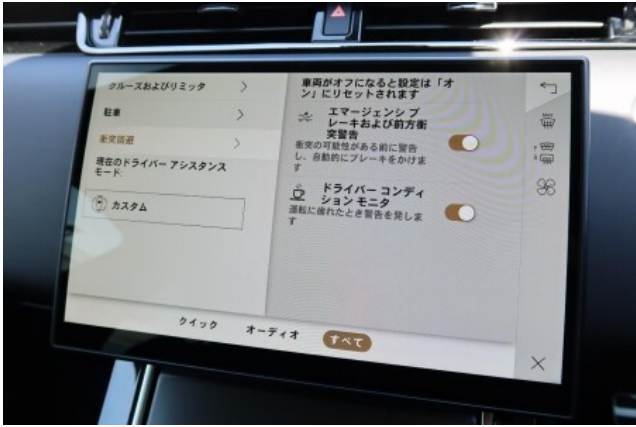 クルーズおよびリミッタ
駐車
衝突回避
現在のドライバー アシスタンス
モード:
カスタム
車両がオフになると設定は「オ
ン」にリセットされます
エマージェンシ ブ
レーキおよび前方衝
突警告
衝突の可能性がある前に警告
し、自動的にブレーキをかけま
す
ドライバー コンディ
ション モニタ
運転に疲れたとき警告を発しま
す
クイック
オーディオ
すべて